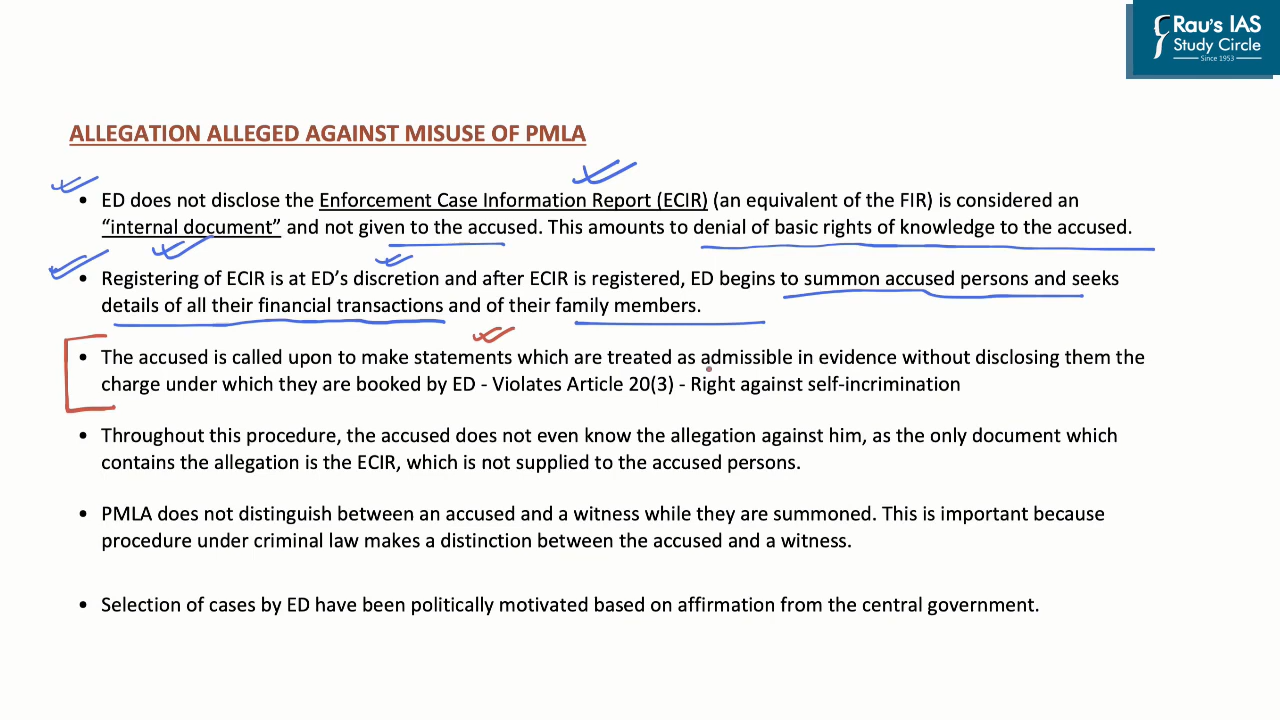 Rau's IAS
Study Circle
Since 1953
ALLEGATION ALLEGED AGAINST MISUSE OF PMLA
• ED does not disclose the Enforcement Case Information Report (ECIR) (an equivalent of the FIR) is considered an
“internal document” and not given to the accused. This amounts to denial of basic rights of knowledge to the accused.
• Registering of ECIR is at ED’s discretion and after ECIR is registered, ED begins to summon accused persons and seeks
details of all their financial transactions and of their family members.
• The accused is called upon to make statements which are treated as admissible in evidence without disclosing them the
charge under which they are booked by ED - Violates Article 20(3) - Right against self-incrimination
• Throughout this procedure, the accused does not even know the allegation against him, as the only document which
contains the allegation is the ECIR, which is not supplied to the accused persons.
• PMLA does not distinguish between an accused and a witness while they are summoned. This is important because
procedure under criminal law makes a distinction between the accused and a witness.
• Selection of cases by ED have been politically motivated based on affirmation from the central government.